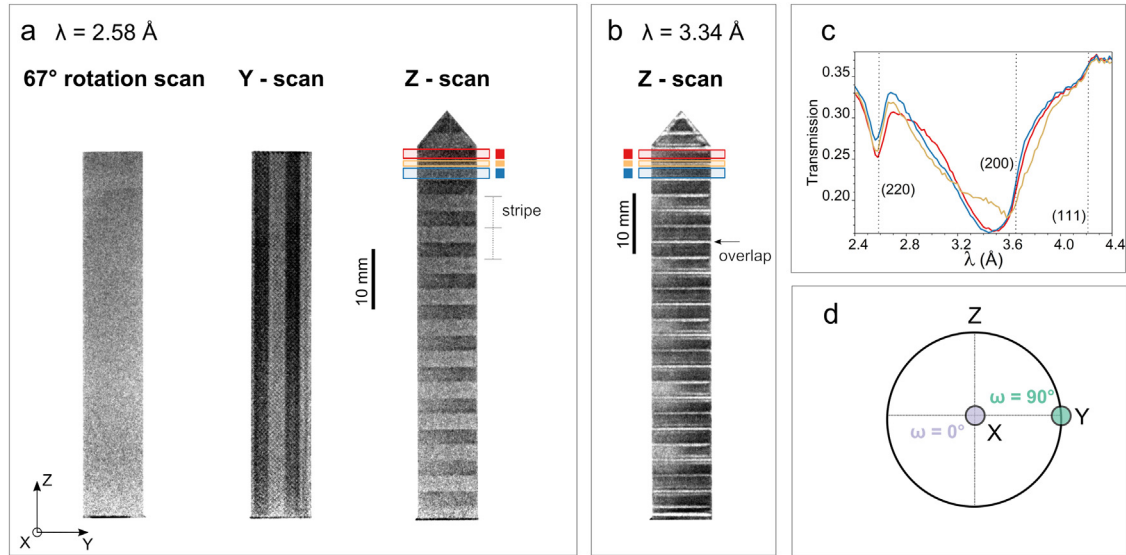 a λ = 2.58 Å
67° rotation scan Y - scan Z - scan
stripe
10 mm
Z
X Y
b λ = 3.34 Å
Z - scan
10 mm
overlap
c
0.35
0.30
0.25
0.20
Transmission
(220)
(200)
(111)
2.4 2.8 3.2 3.6 4.0 4.4
λ (Å)
d
Z
ω = 90°
Y
ω = 0°
X